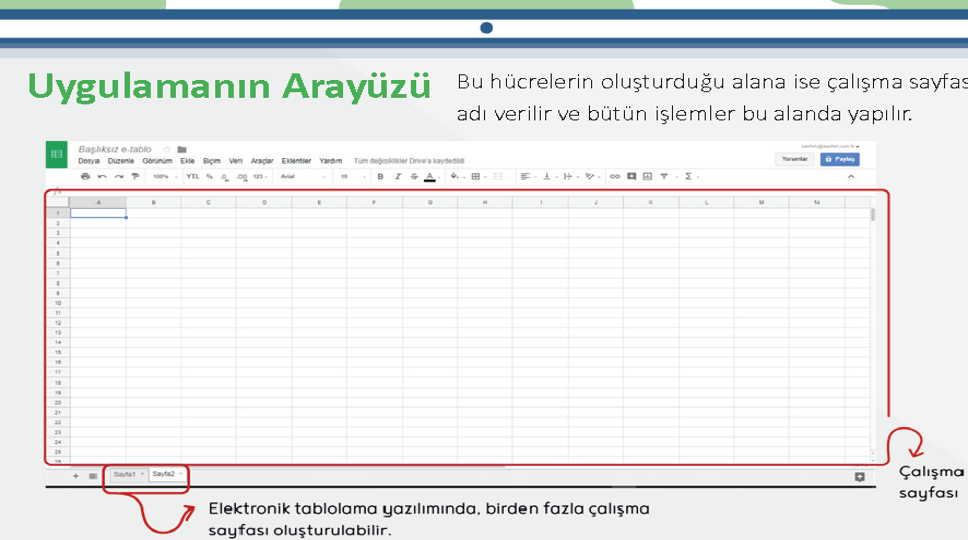 Uygulamanın Arayüzü
Bu hücrelerin oluşturduğu alana ise çalışma sayfas
adı verilir ve bütün işlemler bu alanda yapılır.
Başlıksız e-tablo
Dosya Düzenle Görünüm Ekle Biçim Veri Araçlar Eklentiler Yardım Tüm değişiklikler Drive'a kaydedildi
Yorumlar Paylaş
100% YTL % .0 .00 123 Arial 10 B I S A Σ
fx
A B C D E F G H I J K L M N
1
2
3
4
5
6
7
8
9
10
11
12
13
14
15
16
17
18
19
20
21
22
23
24
25
26
Sayfa1 Sayfa2
Çalışma
sayfası
Elektronik tablolama yazılımında, birden fazla çalışma
sayfası oluşturulabilir.